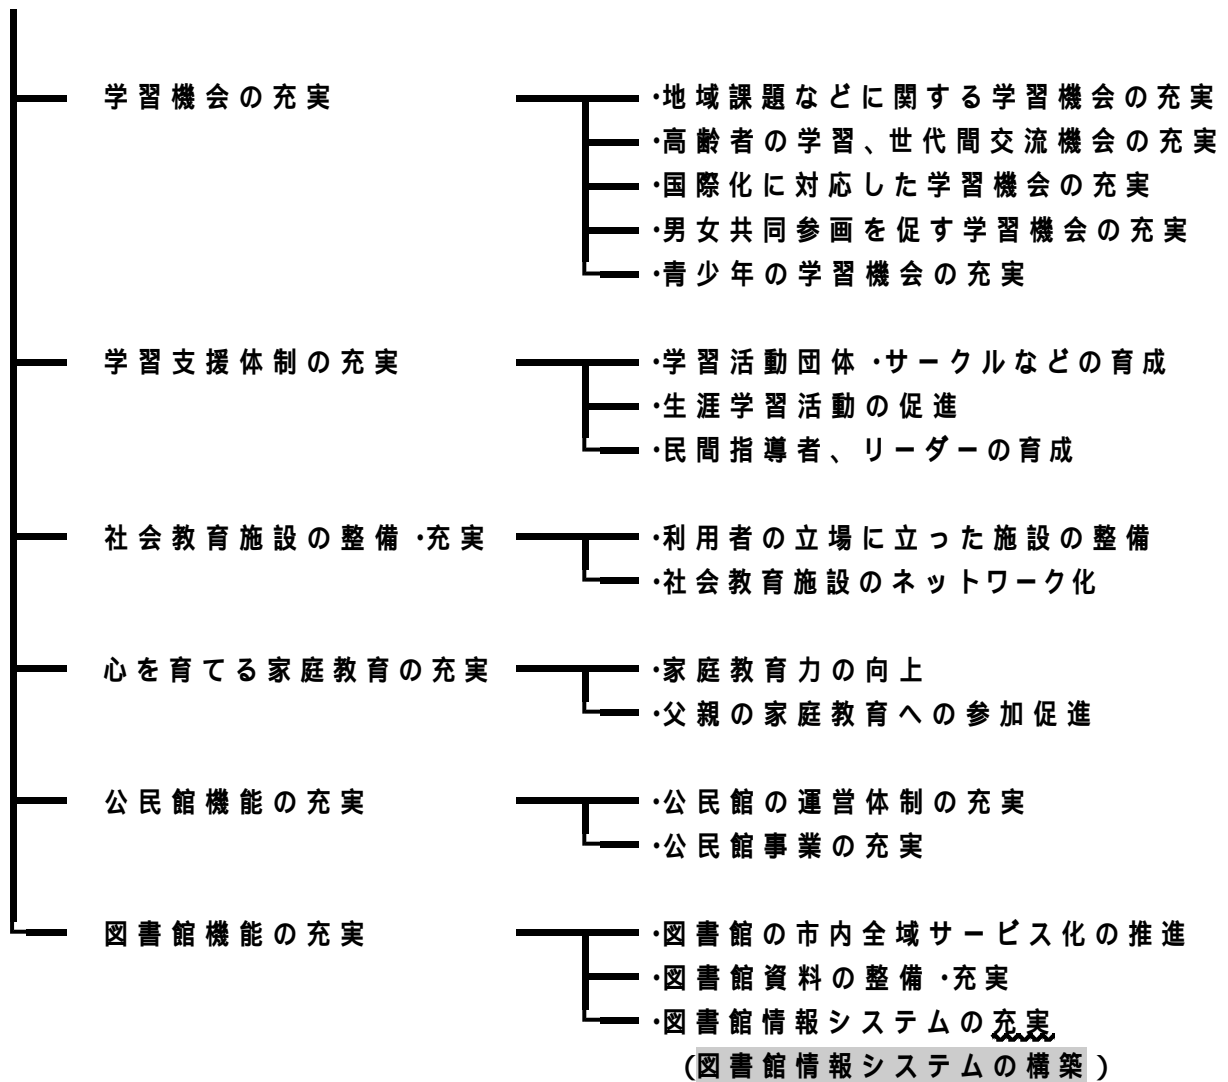 学習機会の充実 ・地域課題などに関する学習機会の充実
・高齢者の学習、世代間交流機会の充実
・国際化に対応した学習機会の充実
・男女共同参画を促す学習機会の充実
・青少年の学習機会の充実
学習支援体制の充実 ・学習活動団体・サークルなどの育成
・生涯学習活動の促進
・民間指導者、リーダーの育成
社会教育施設の整備・充実 ・利用者の立場に立った施設の整備
・社会教育施設のネットワーク化
心を育てる家庭教育の充実 ・家庭教育力の向上
・父親の家庭教育への参加促進
公民館機能の充実 ・公民館の運営体制の充実
・公民館事業の充実
図書館機能の充実 ・図書館の市内全域サービス化の推進
・図書館資料の整備・充実
・図書館情報システムの充実
(図書館情報システムの構築)